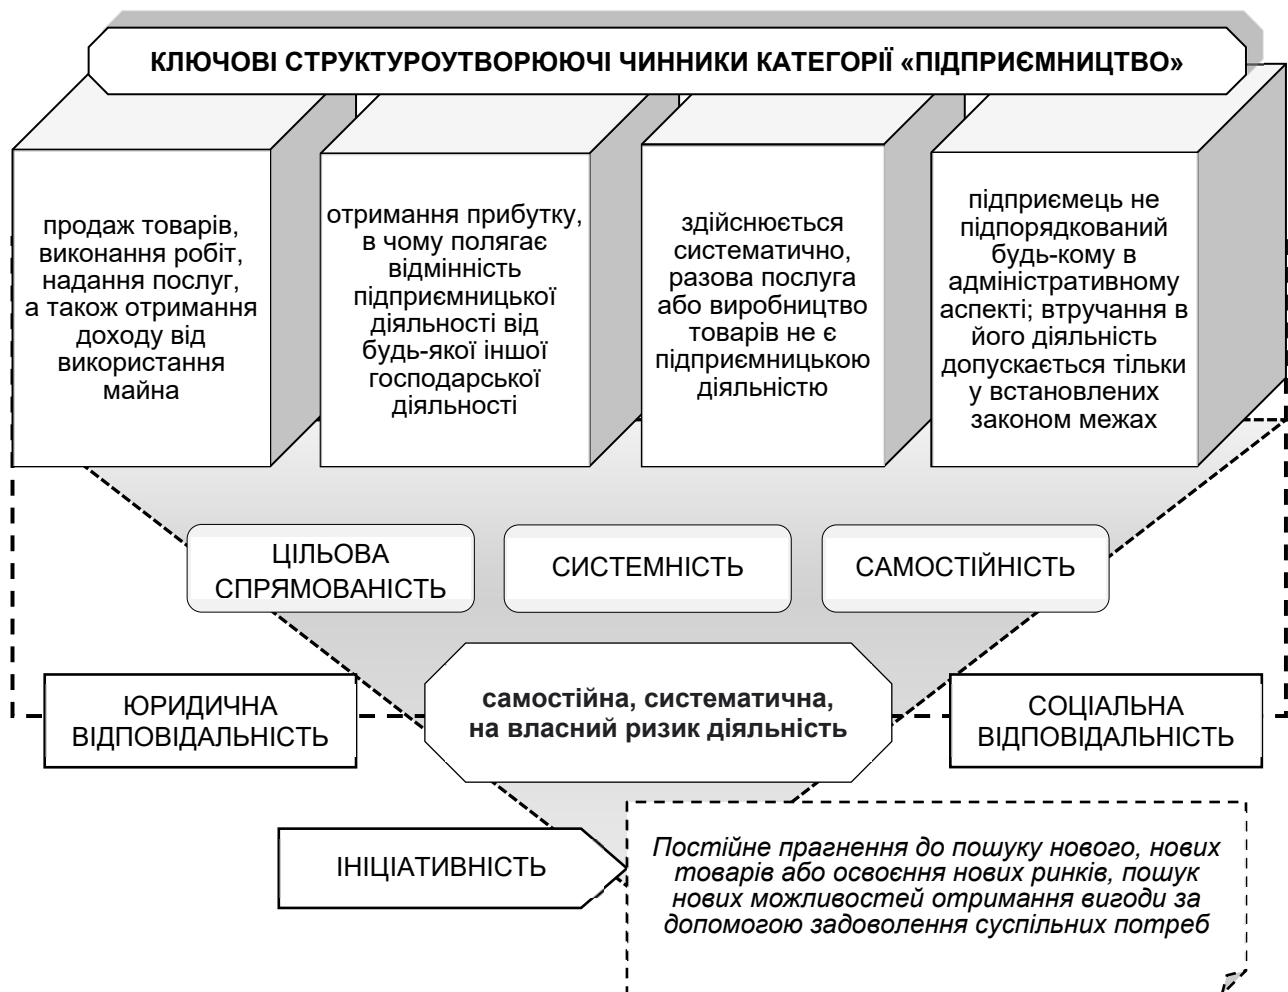 КЛЮЧОВІ СТРУКТУРОУТВОРЮЮЧІ ЧИННИКИ КАТЕГОРІЇ «ПІДПРИЄМНИЦТВО»
продаж товарів,
виконання робіт,
надання послуг,
а також отримання
доходу від
використання
майна
отримання прибутку,
в чому полягає
відмінність
підприємницької
діяльності від
будь-якої іншої
господарської
діяльності
здійснюється
систематично,
разова послуга
або виробництво
товарів не є
підприємницькою
діяльністю
підприємець не
підпорядкований
будь-кому в
адміністративному
аспекті; втручання в
його діяльність
допускається тільки
у встановлених
законом межах
ЦІЛЬОВА
СПРЯМОВАНІСТЬ
СИСТЕМНІСТЬ
САМОСТІЙНІСТЬ
ЮРИДИЧНА
ВІДПОВІДАЛЬНІСТЬ
самостійна, систематична,
на власний ризик діяльність
СОЦІАЛЬНА
ВІДПОВІДАЛЬНІСТЬ
ІНІЦІАТИВНІСТЬ
Постійне прагнення до пошуку нового, нових
товарів або освоєння нових ринків, пошук
нових можливостей отримання вигоди за
допомогою задоволення суспільних потреб